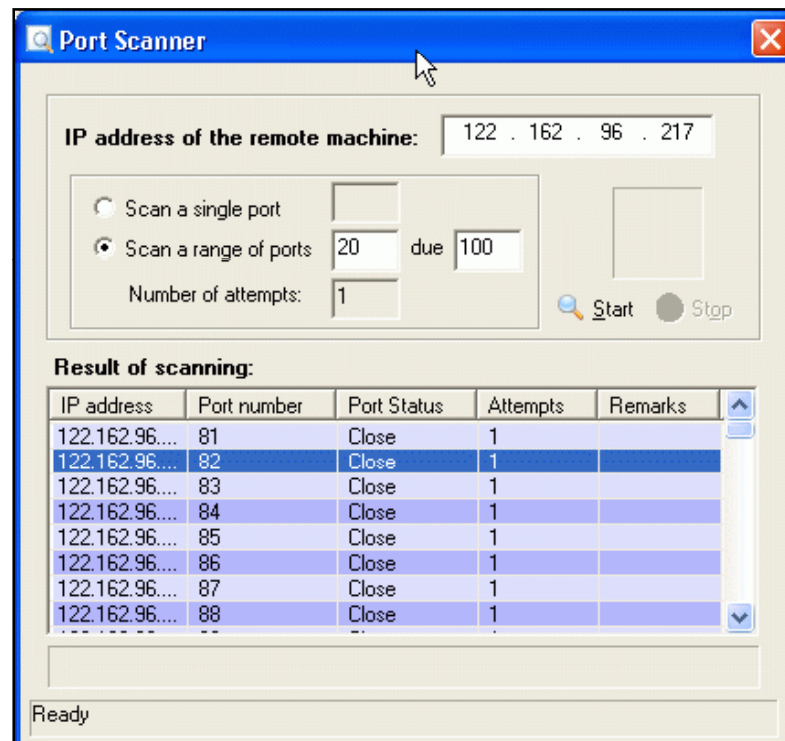 Port Scanner
IP address of the remote machine: 122 . 162 . 96 . 217
Scan a single port
Scan a range of ports 20 due 100
Number of attempts: 1
Start Stop
Result of scanning:
IP address Port number Port Status Attempts Remarks
122.162.96.... 81 Close 1
122.162.96.... 82 Close 1
122.162.96.... 83 Close 1
122.162.96.... 84 Close 1
122.162.96.... 85 Close 1
122.162.96.... 86 Close 1
122.162.96.... 87 Close 1
122.162.96.... 88 Close 1
Ready